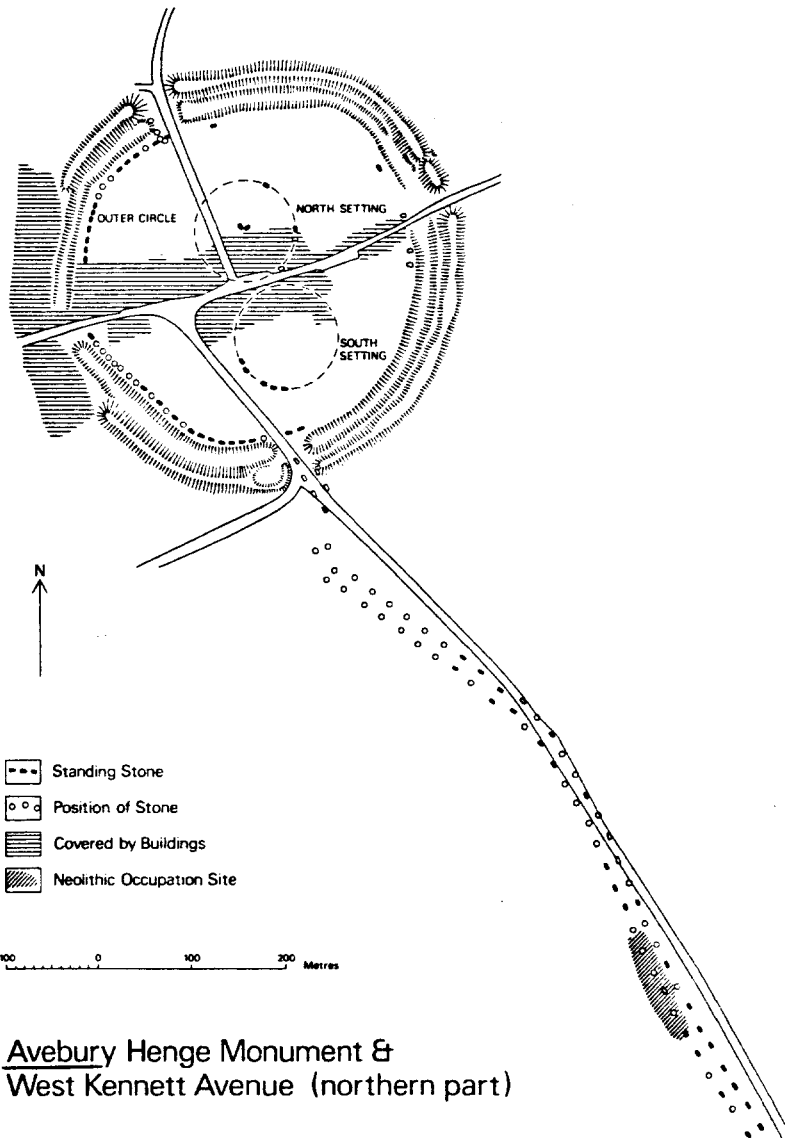 OUTER CIRCLE
NORTH SETTING
SOUTH
SETTING
N
Standing Stone
Position of Stone
Covered by Buildings
Neolithic Occupation Site
100 0 200 Metres
Avebury Henge Monument &
West Kennett Avenue (northern part)